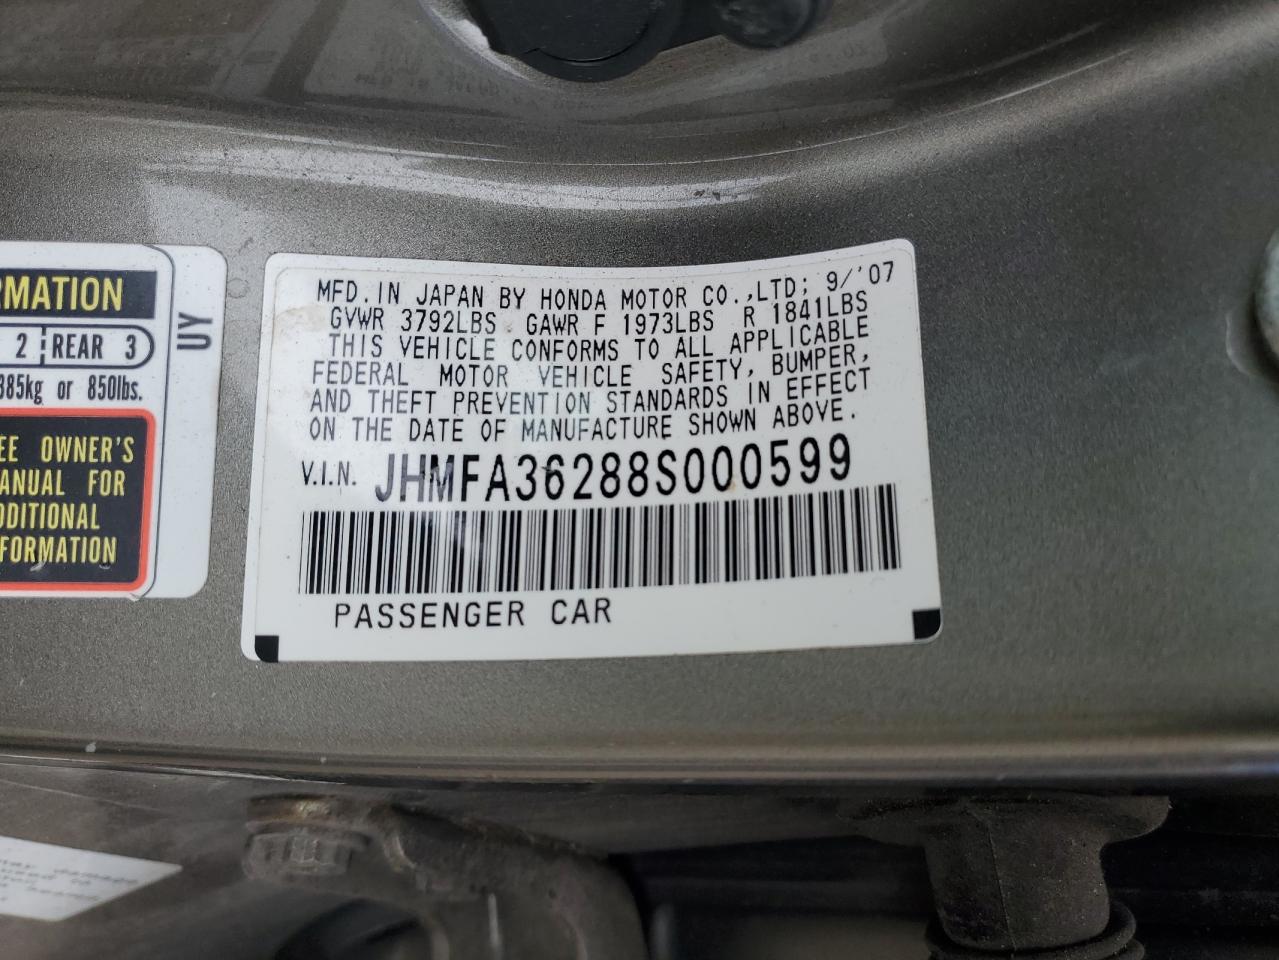 RMATION
2 REAR 3
385kg or 850lbs.
EE OWNER'S
ANUAL FOR
DDITIONAL
FORMATION
UY
MFD. IN JAPAN BY HONDA MOTOR CO.,LTD; 9/'07
GVWR 3792LBS GAWR F 1973LBS R 1841LBS
THIS VEHICLE CONFORMS TO ALL APPLICABLE
FEDERAL MOTOR VEHICLE SAFETY, BUMPER,
AND THEFT PREVENTION STANDARDS IN EFFECT
ON THE DATE OF MANUFACTURE SHOWN ABOVE.
V.I.N. JHMFA36288S000599
PASSENGER CAR